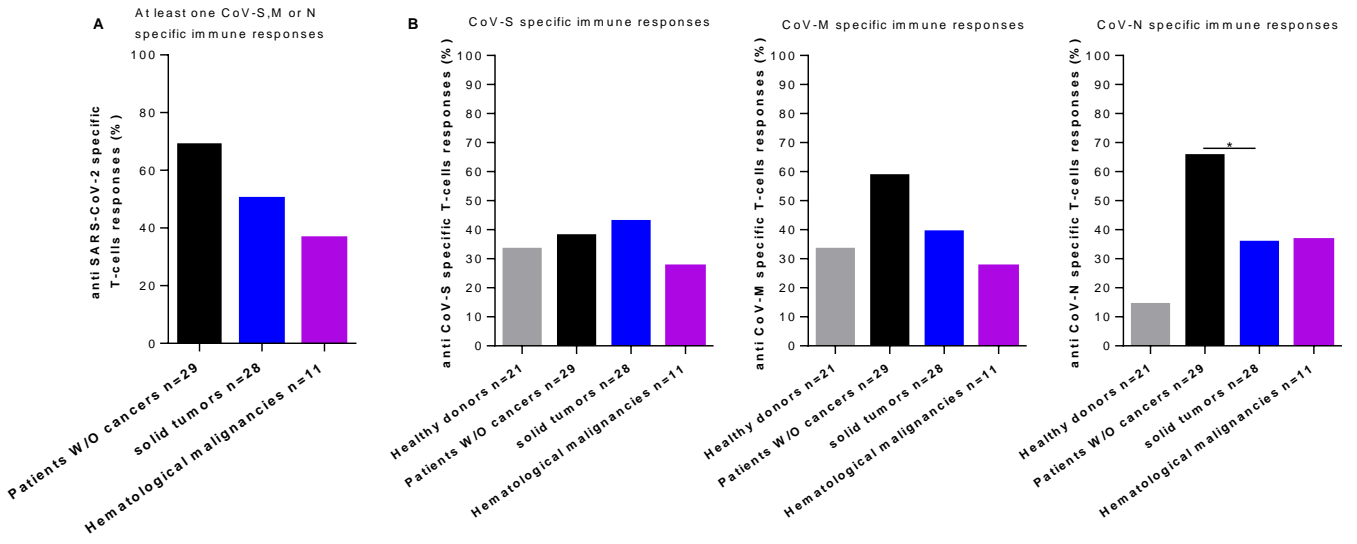 A
At least one CoV-S,M or N
specific immune responses
anti SARS-CoV-2 specific
T-cells responses (%)
100
80
60
40
20
0
Patients W/O cancers n=29
solid tumors n=28
Hematological malignancies n=11
B
CoV-S specific immune responses
anti CoV-S specific T-cells responses (%)
100
90
80
70
60
50
40
30
20
10
0
Healthy donors n=21
Patients W/O cancers n=29
solid tumors n=28
Hematological malignancies n=11
CoV-M specific immune responses
anti CoV-M specific T-cells responses (%)
100
90
80
70
60
50
40
30
20
10
0
Healthy donors n=21
Patients W/O cancers n=29
solid tumors n=28
Hematological malignancies n=11
CoV-N specific immune responses
anti CoV-N specific T-cells responses (%)
100
90
80
70
60
50
40
30
20
10
0
*
Healthy donors n=21
Patients W/O cancers n=29
solid tumors n=28
Hematological malignancies n=11